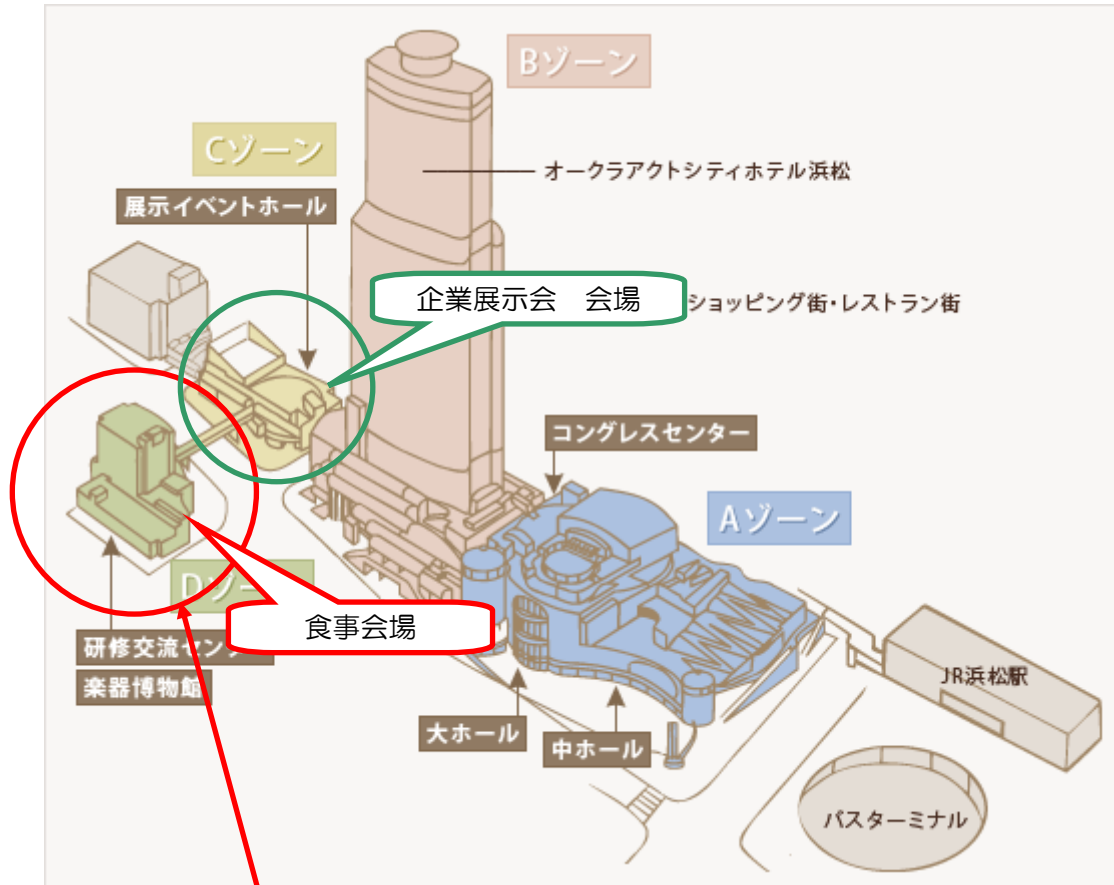 Bゾーン
Cゾーン
オークラアクトシティホテル浜松
展示イベントホール
企業展示会 会場
ショッピング街・レストラン街
コングレスセンター
Aゾーン
Dゾー
食事会場
研修交流セン
楽器博物館
JR浜松駅
大ホール
中ホール
バスターミナル